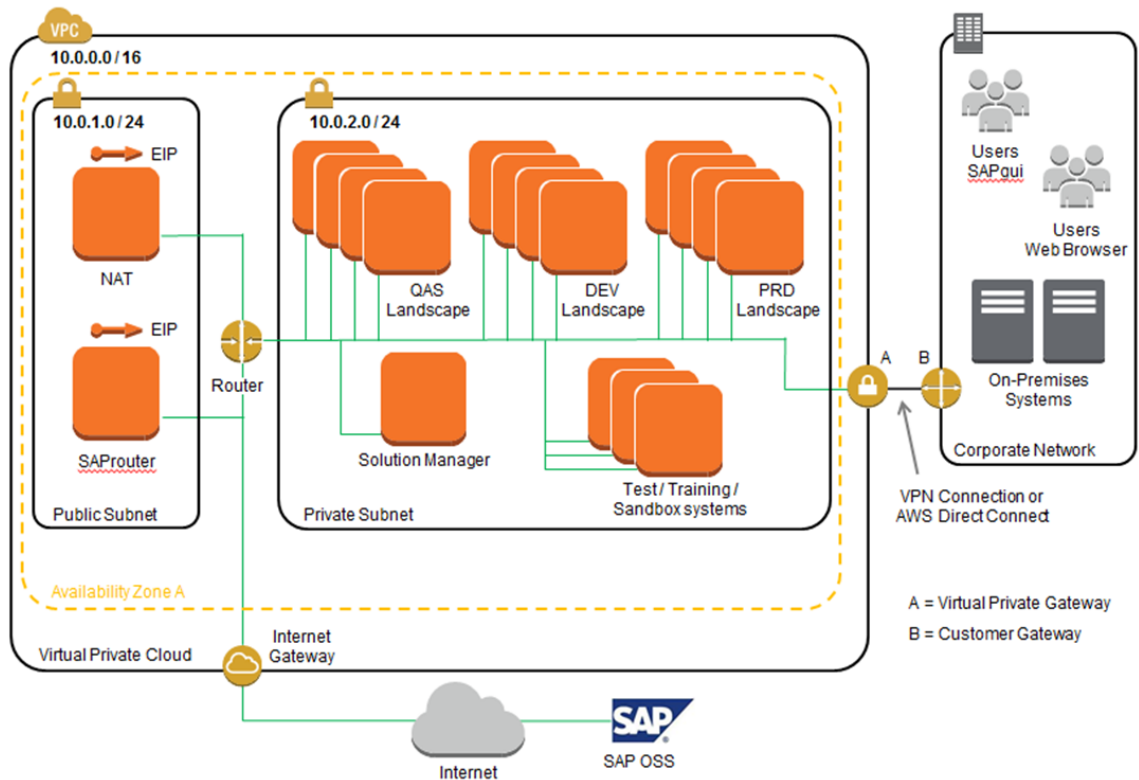 VPC
10.0.0.0 / 16
10.0.1.0 / 24
EIP
NAT
EIP
SAProuter
Public Subnet
Router
10.0.2.0 / 24
QAS
Landscape
DEV
Landscape
PRD
Landscape
Solution Manager
Test / Training /
Sandbox systems
Private Subnet
Availability Zone A
Virtual Private Cloud
Internet
Gateway
A
B
Users
SAPgui
Users
Web Browser
On-Premises
Systems
Corporate Network
VPN Connection or
AWS Direct Connect
A = Virtual Private Gateway
B = Customer Gateway
Internet
SAP
SAP OSS